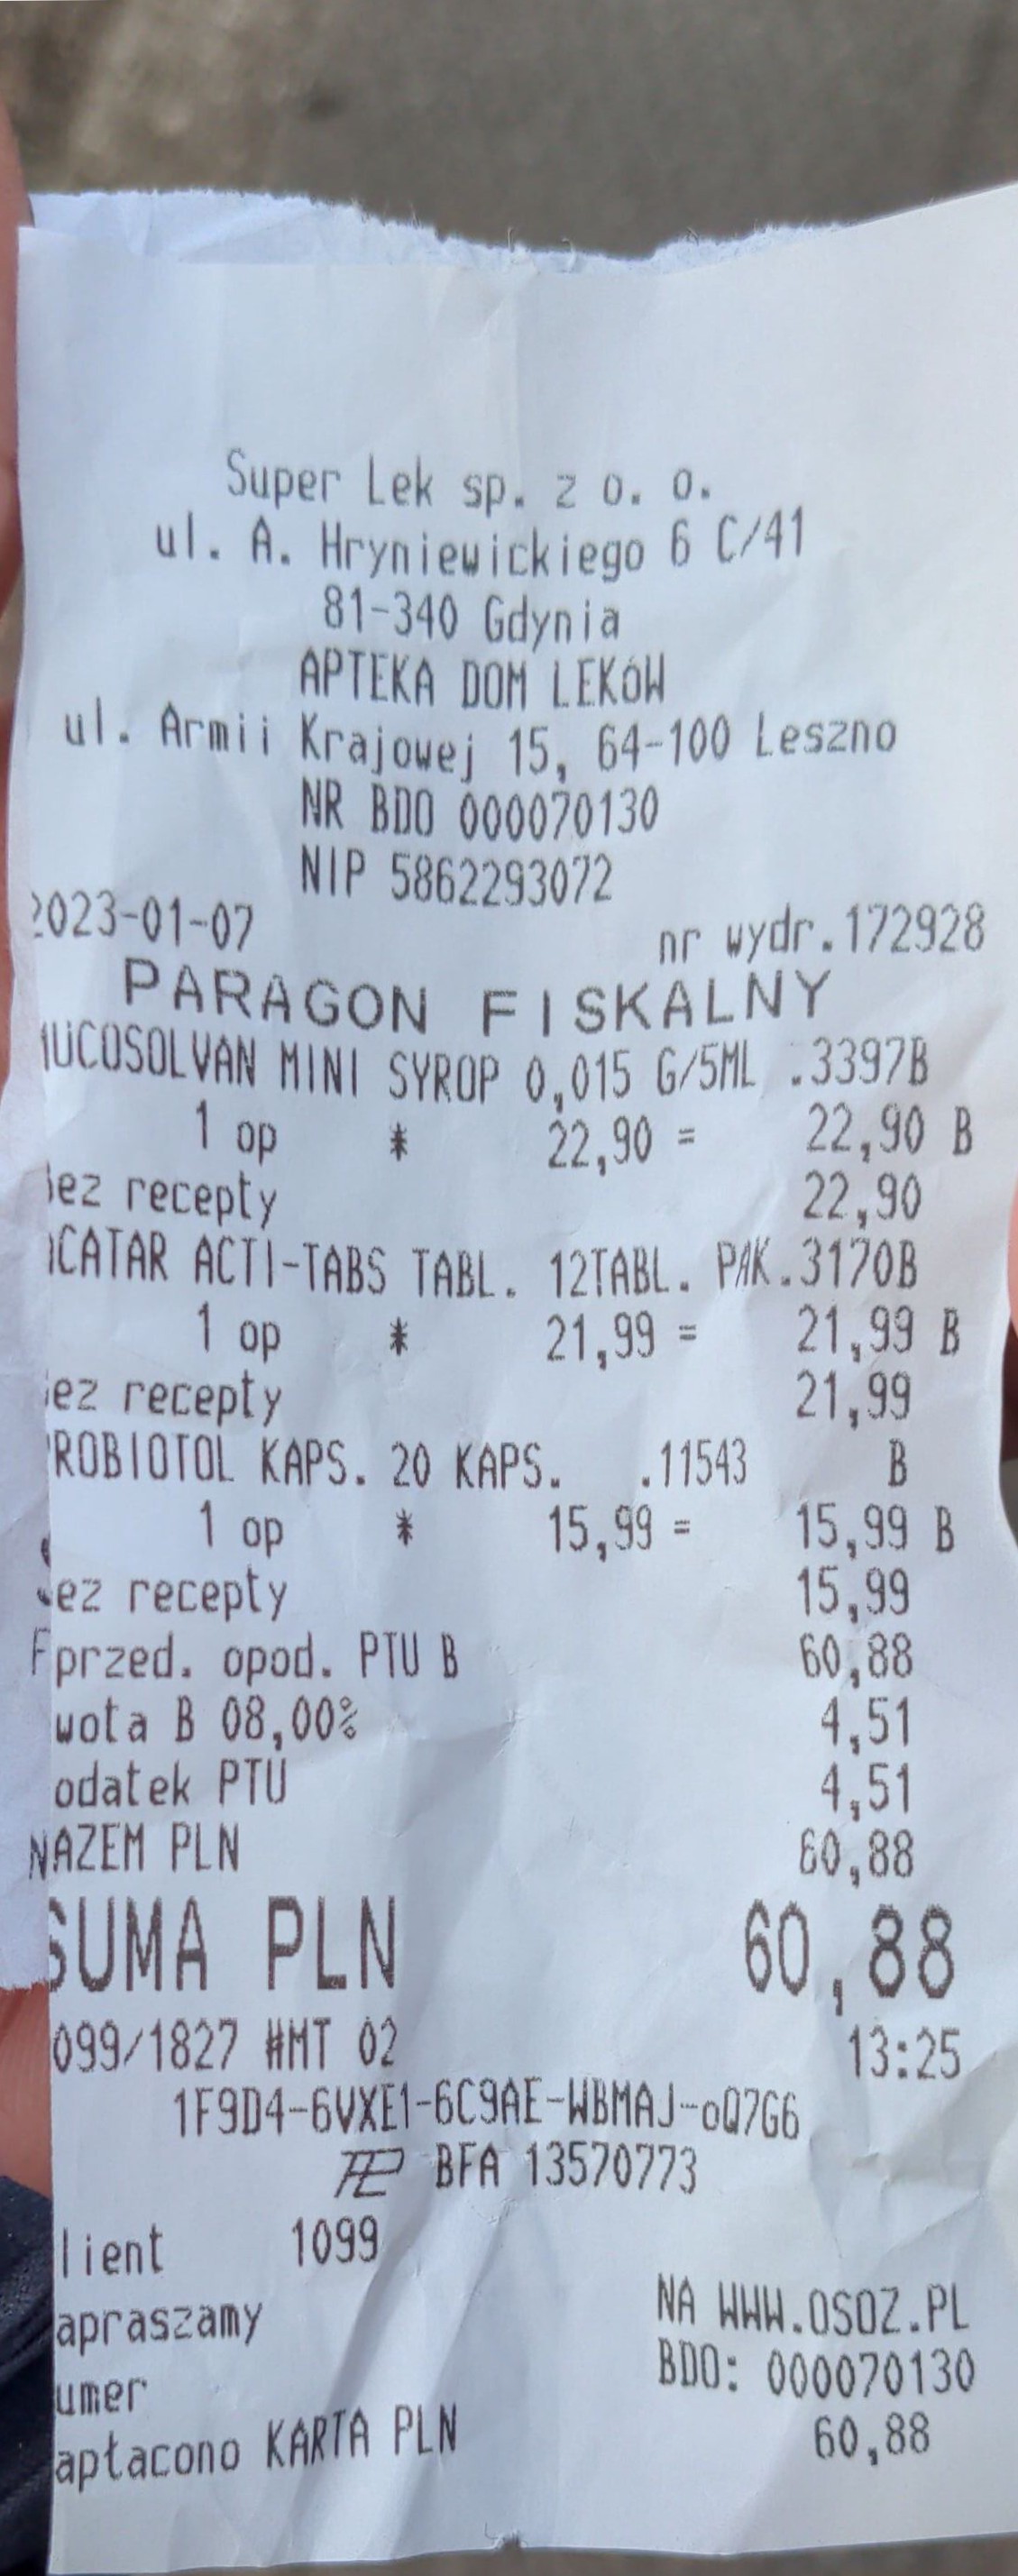 Super Lek sp. z o. o.
ul. A. Hryniewickiego 6 C/41
81-340 Gdynia
APTEKA DOM LEKÓW
ul. Armii Krajowej 15, 64-100 Leszno
NR BDO 000070130
NIP 5862293072
2023-01-07 nr wydr.172928
PARAGON FISKALNY
MUCOSOLVAN MINI SYROP 0,015 G/5ML .3397B
1 op * 22,90 = 22,90 B
ez recepty 22,90
CATAR ACTI-TABS TABL. 12TABL. PAK.3170B
1 op * 21,99 = 21,99 B
ez recepty 21,99
ROBIOTOL KAPS. 20 KAPS. .11543 B
1 op * 15,99 = 15,99 B
ez recepty 15,99
przed. opod. PTU B 60,88
wota B 08,00% 4,51
odatek PTU 4,51
AZEM PLN 60,88
SUMA PLN 60,88
099/1827 #MT 02 13:25
1F9D4-6VXE1-6C9AE-WBMAJ-oQ7G6
BFA 13570773
lient 1099
apraszamy NA WWW.OSOZ.PL
umer BDO: 000070130
apłacono KARTA PLN 60,88